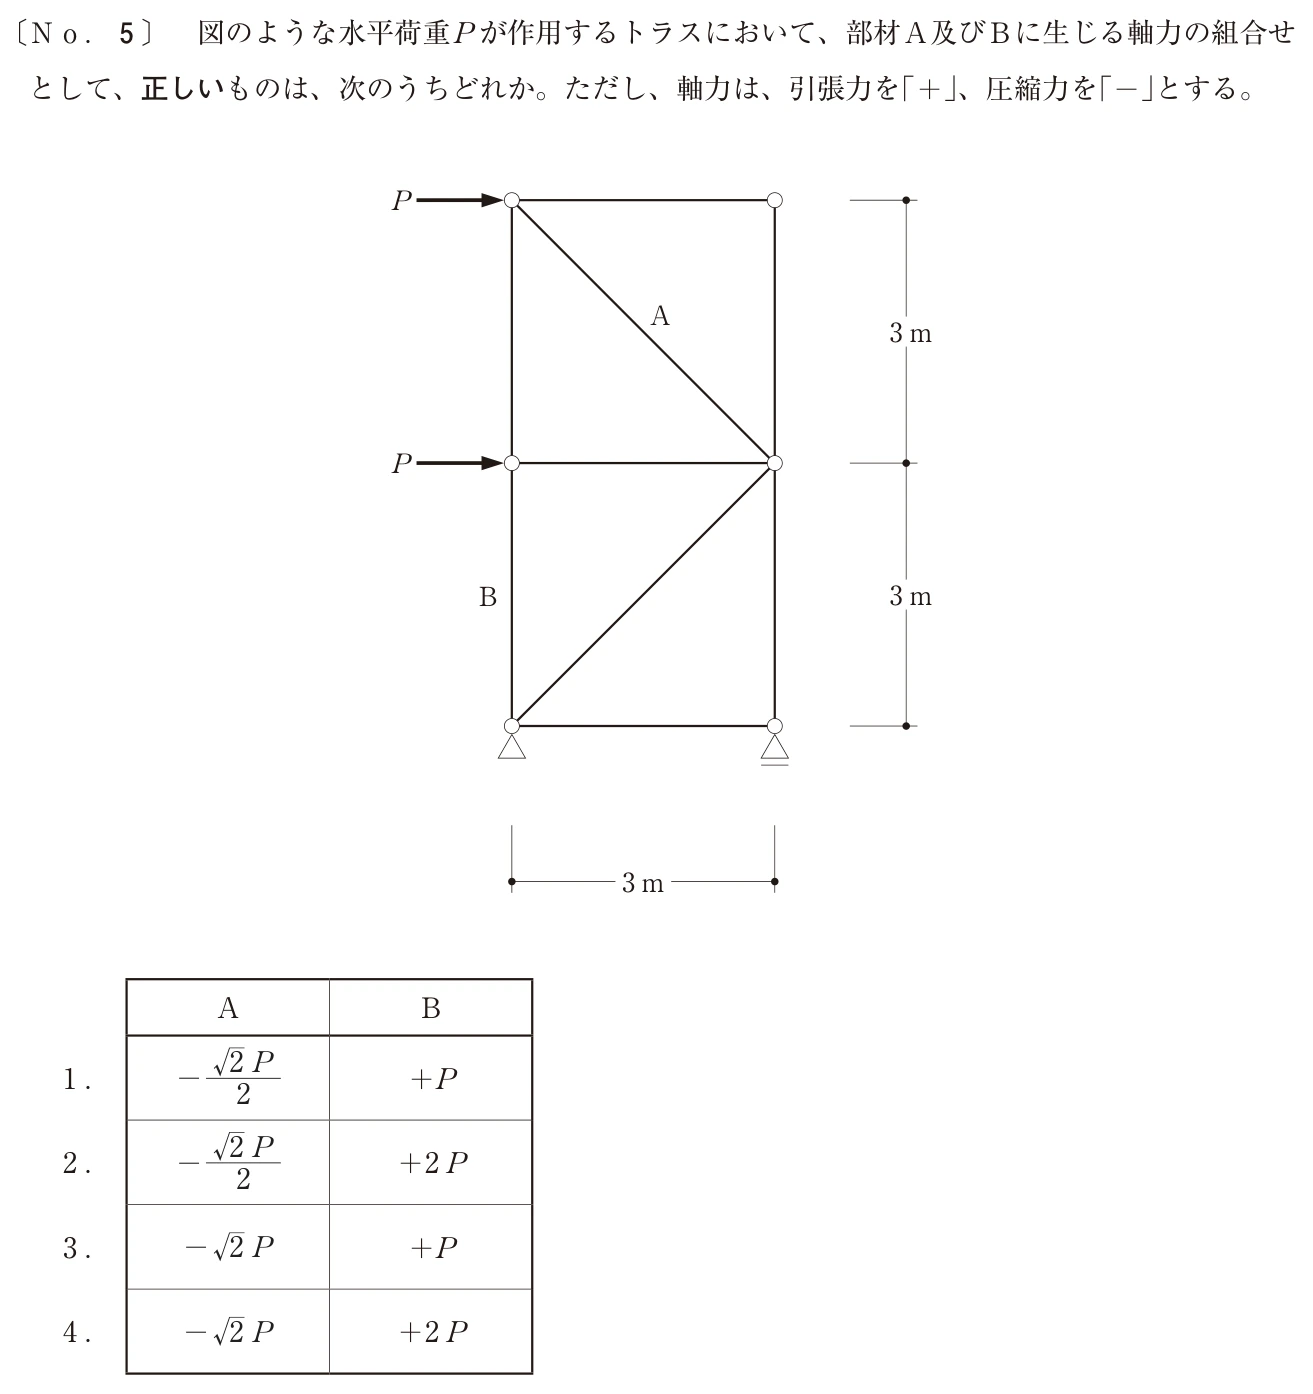 〔Ｎｏ．５〕　図のような水平荷重Pが作用するトラスにおいて、部材Ａ及びＢに生じる軸力の組合せ
として、正しいものは、次のうちどれか。ただし、軸力は、引張力を「＋」、圧縮力を「－」とする。
P
A
3 m
P
B
3 m
3 m
A B
1． −√2 P/2 +P
2． −√2 P/2 +2P
3． −√2 P +P
4． −√2 P +2P